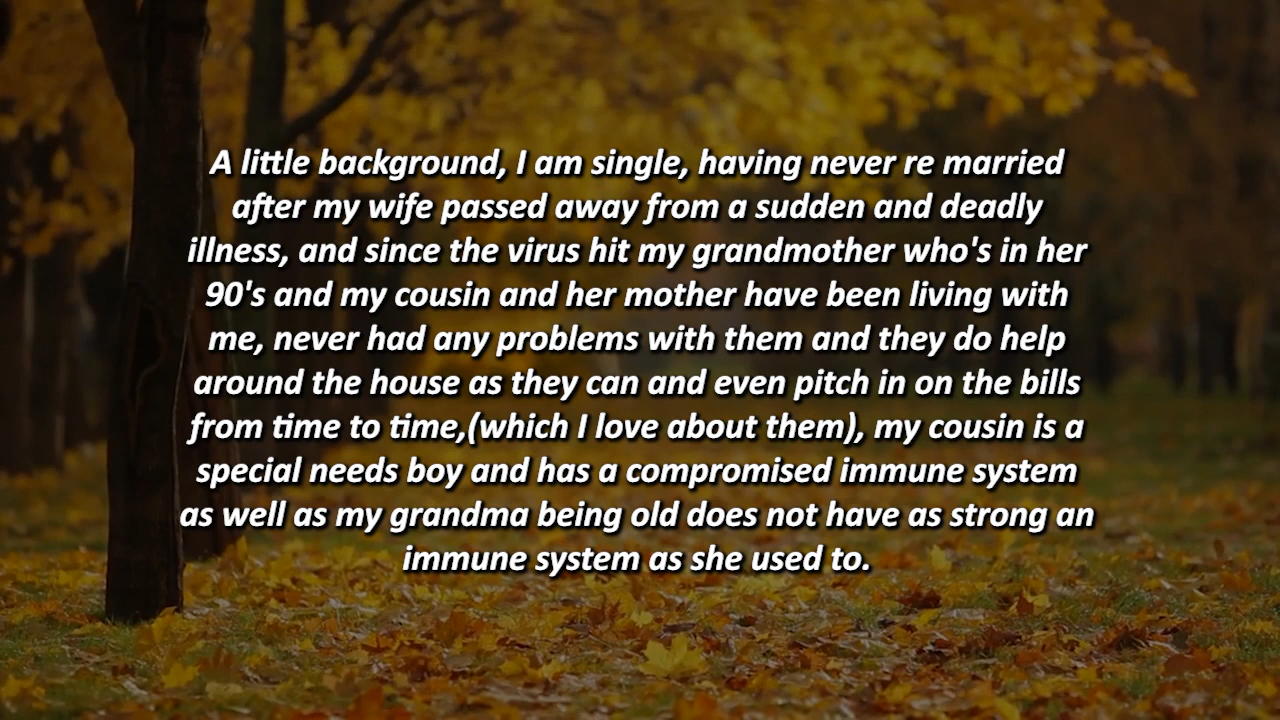 A little background, I am single, having never re married
after my wife passed away from a sudden and deadly
illness, and since the virus hit my grandmother who's in her
90's and my cousin and her mother have been living with
me, never had any problems with them and they do help
around the house as they can and even pitch in on the bills
from time to time,(which I love about them), my cousin is a
special needs boy and has a compromised immune system
as well as my grandma being old does not have as strong an
immune system as she used to.